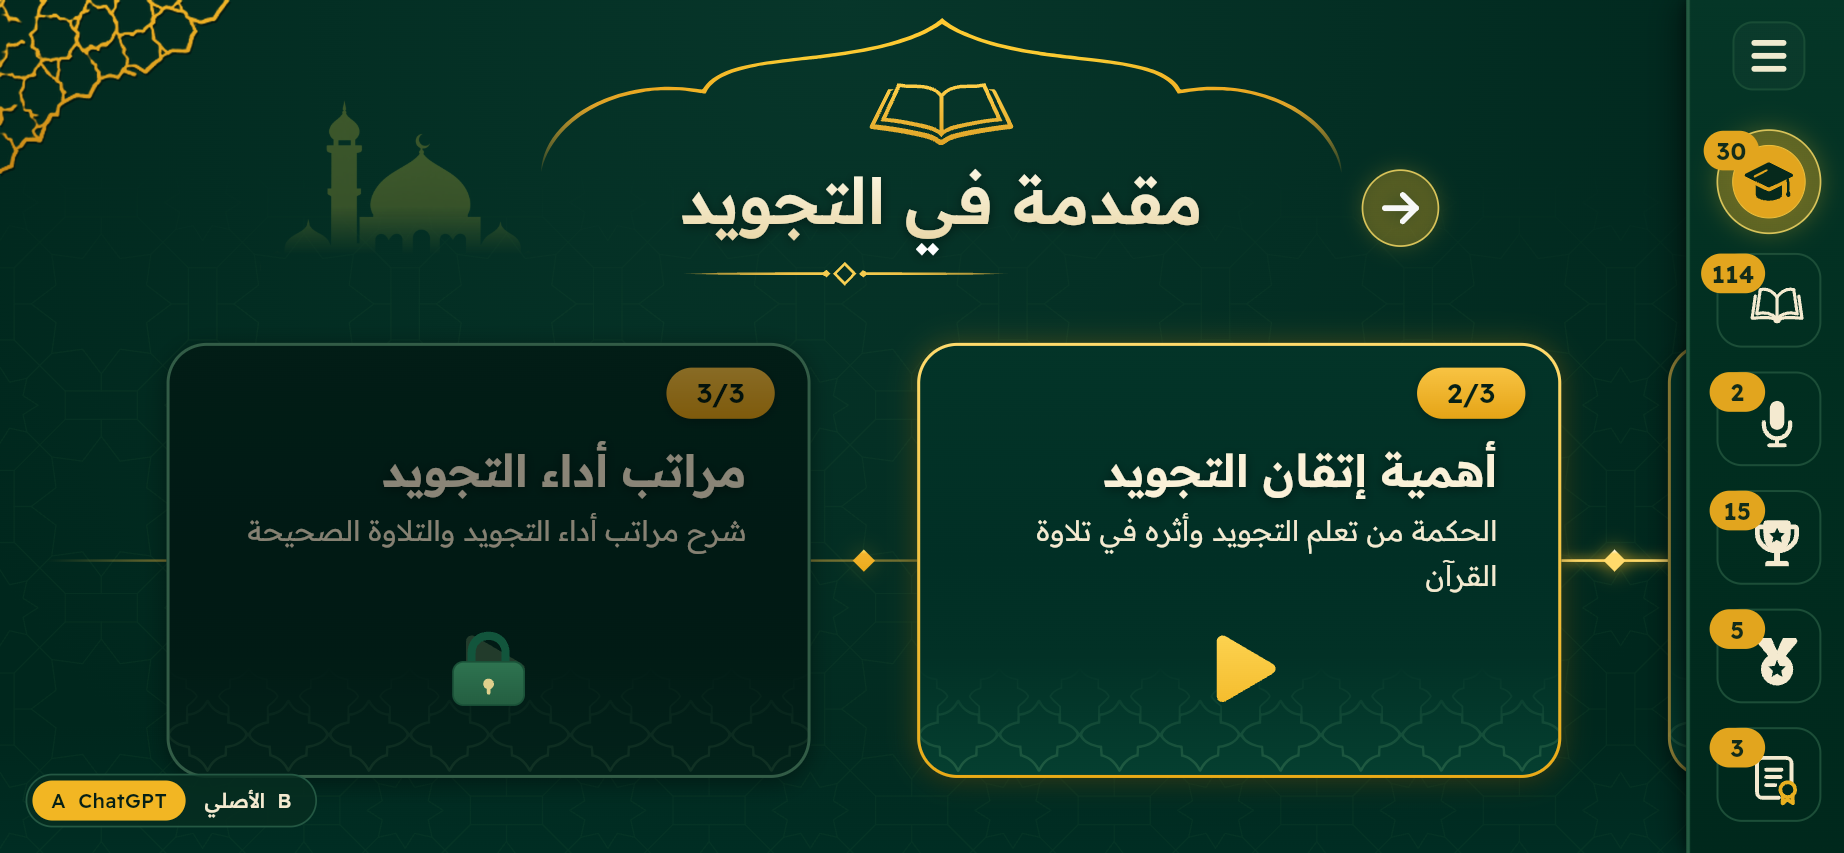 مقدمة في التجويد
30
114
2
15
5
3
2/3
أهمية إتقان التجويد
الحكمة من تعلم التجويد وأثره في تلاوة
القرآن
3/3
مراتب أداء التجويد
شرح مراتب أداء التجويد والتلاوة الصحيحة
A ChatGPT
B الأصلي